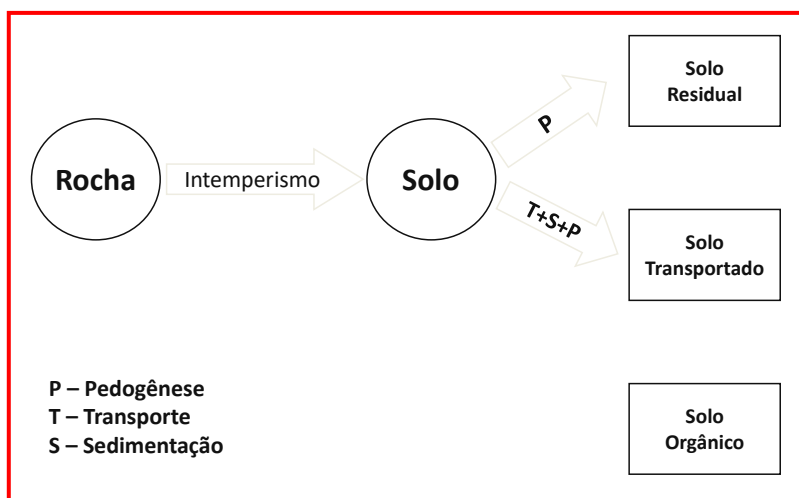 Rocha
Intemperismo
Solo
P
T+S+P
Solo
Residual
Solo
Transportado
Solo
Orgânico
P – Pedogênese
T – Transporte
S – Sedimentação